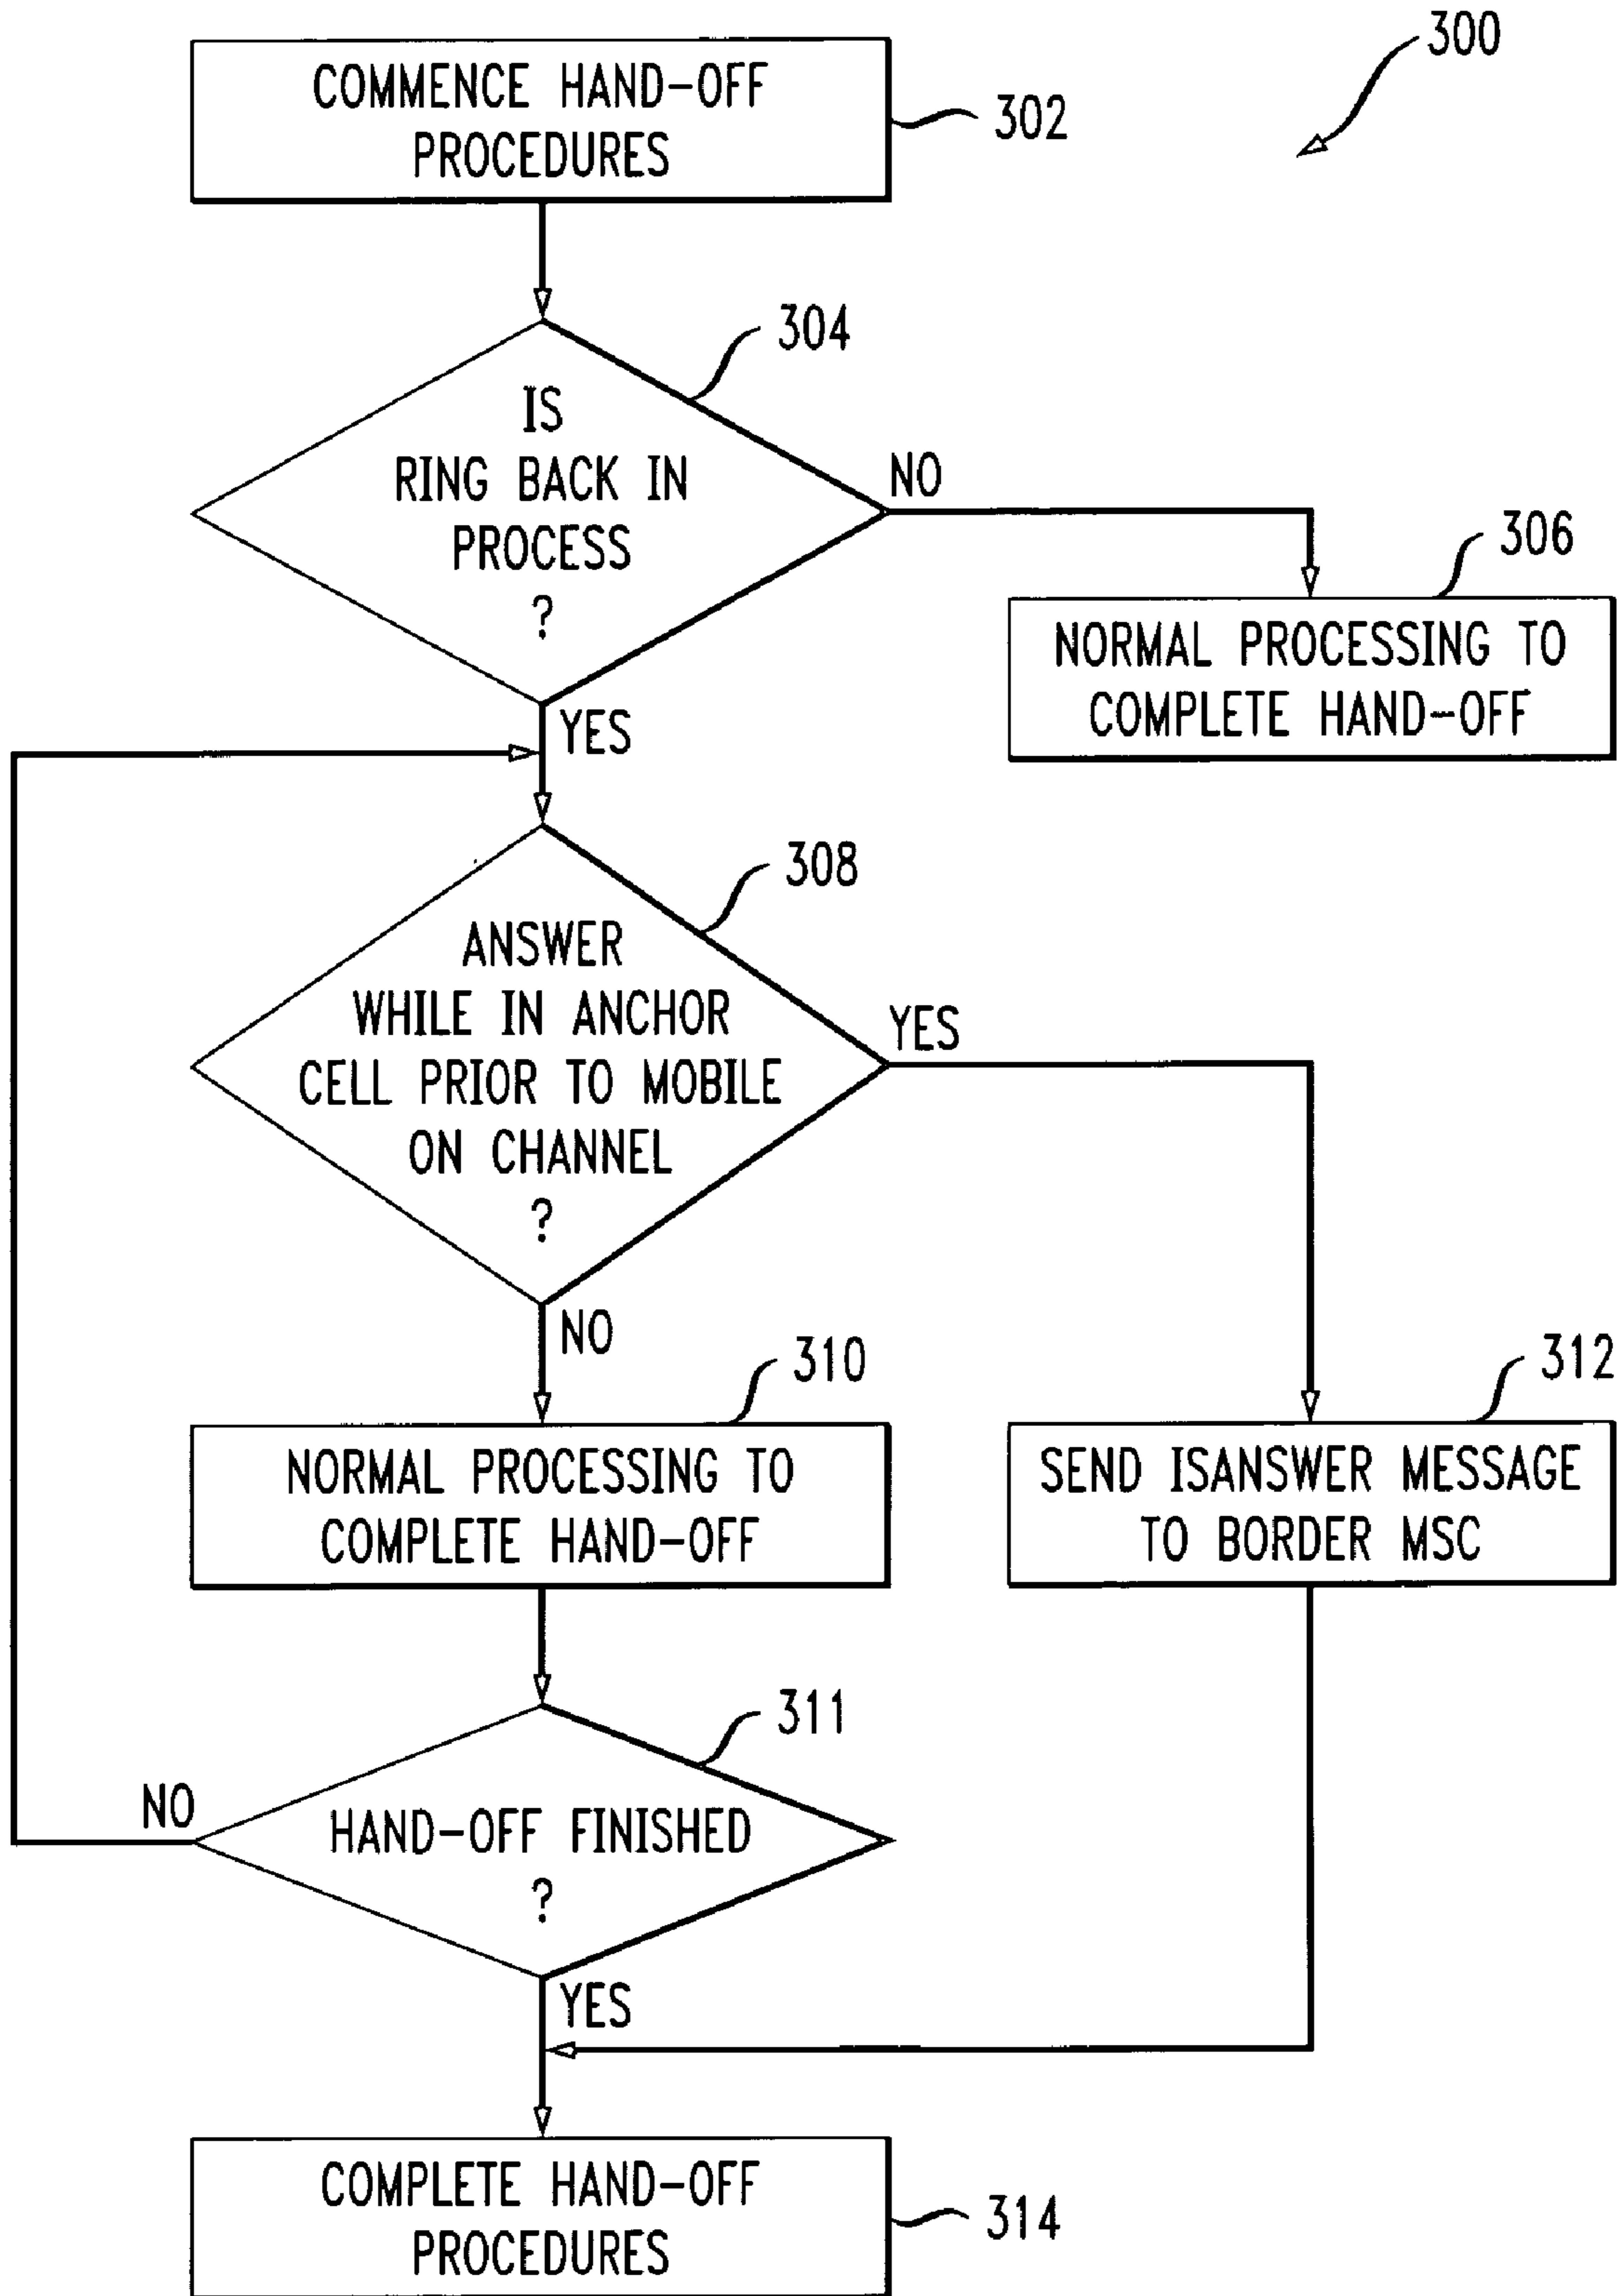 300
COMMENCE HAND-OFF
PROCEDURES
302
304
IS
RING BACK IN
PROCESS
?
NO
306
NORMAL PROCESSING TO
COMPLETE HAND-OFF
YES
308
ANSWER
WHILE IN ANCHOR
CELL PRIOR TO MOBILE
ON CHANNEL
?
YES
NO
310
NORMAL PROCESSING TO
COMPLETE HAND-OFF
312
SEND ISANSWER MESSAGE
TO BORDER MSC
311
HAND-OFF FINISHED
?
NO
YES
COMPLETE HAND-OFF
PROCEDURES
314